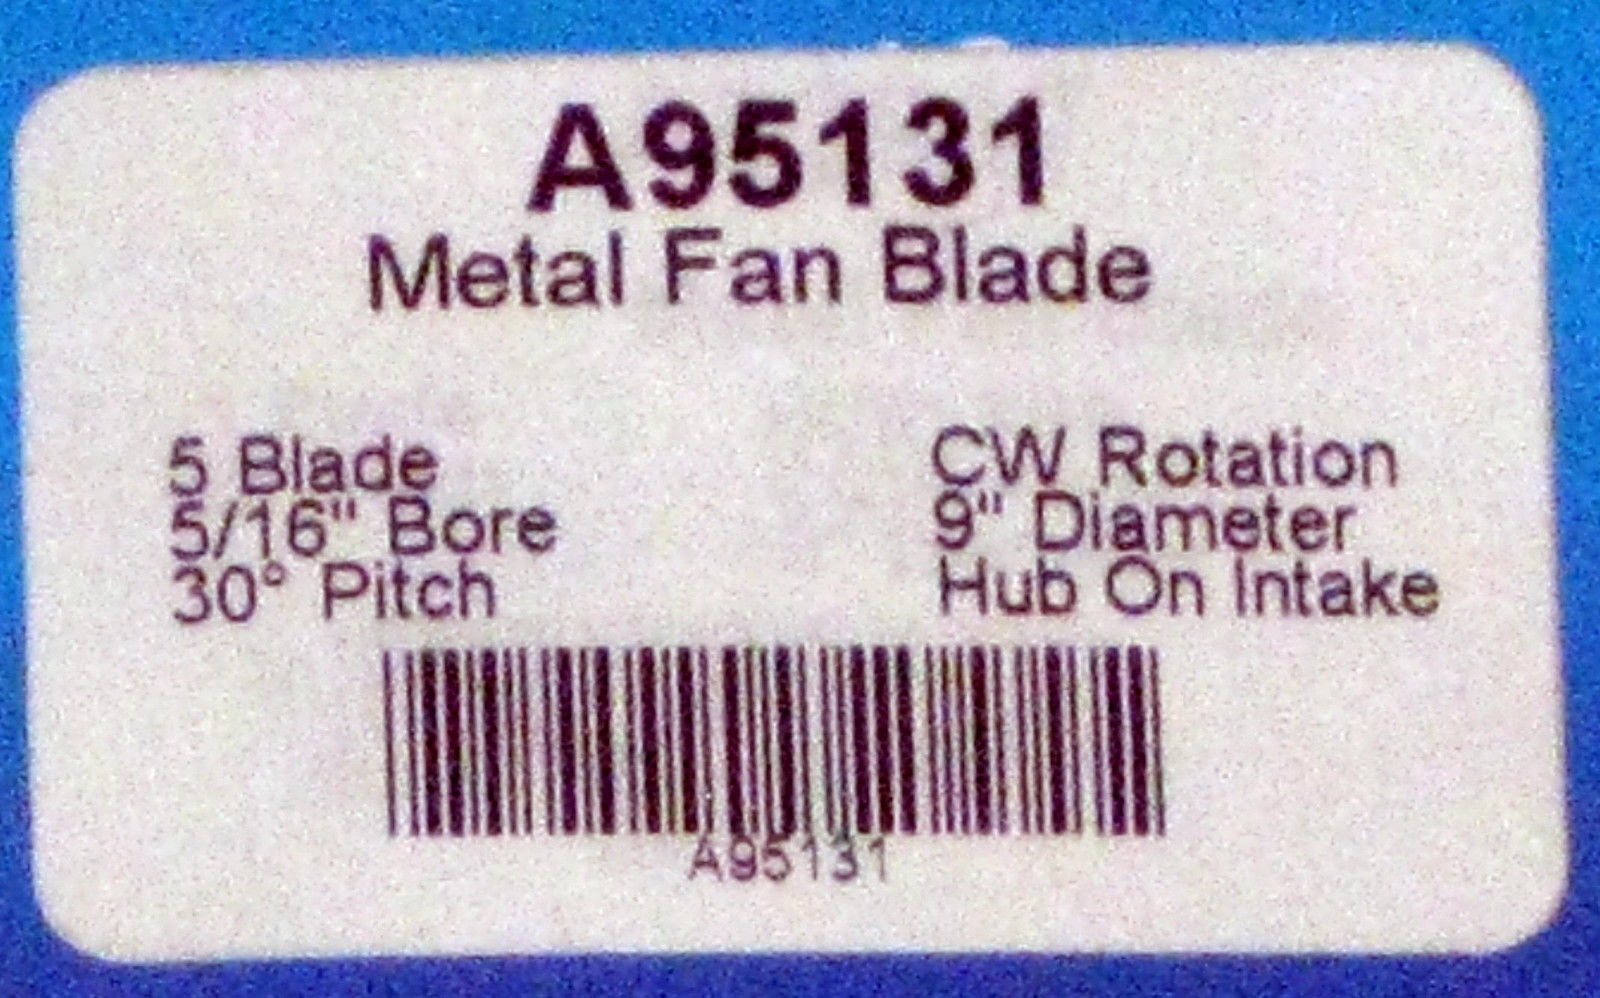 A95131
Metal Fan Blade
5 Blade
5/16" Bore
30° Pitch
CW Rotation
9" Diameter
Hub On Intake
A95131